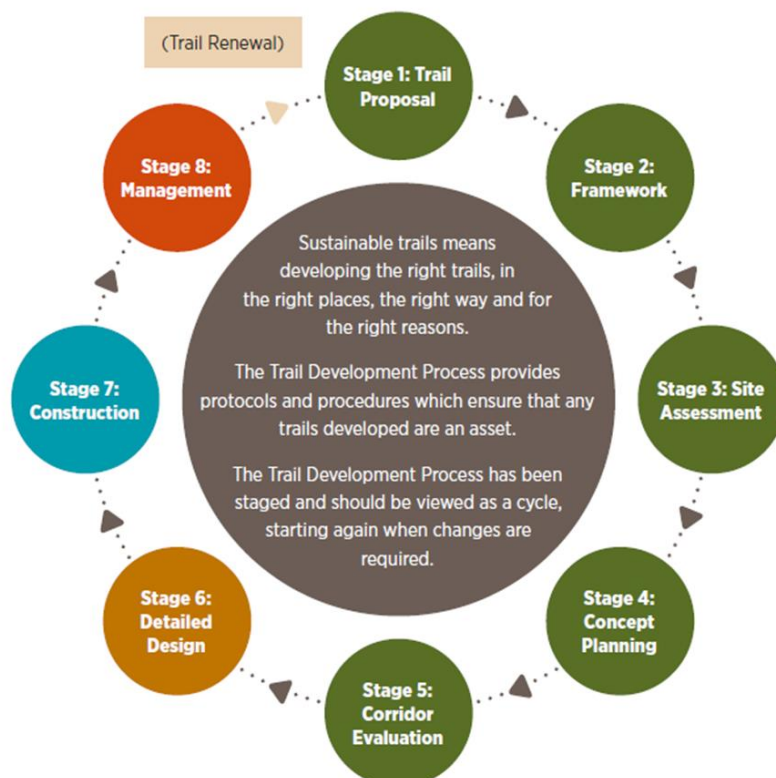 (Trail Renewal)
Stage 1: Trail
Proposal
Stage 2:
Framework
Stage 3: Site
Assessment
Stage 4:
Concept
Planning
Stage 5:
Corridor
Evaluation
Stage 6:
Detailed
Design
Stage 7:
Construction
Stage 8:
Management
Sustainable trails means
developing the right trails, in
the right places, the right way and for
the right reasons.
The Trail Development Process provides
protocols and procedures which ensure that any
trails developed are an asset.
The Trail Development Process has been
staged and should be viewed as a cycle,
starting again when changes are
required.